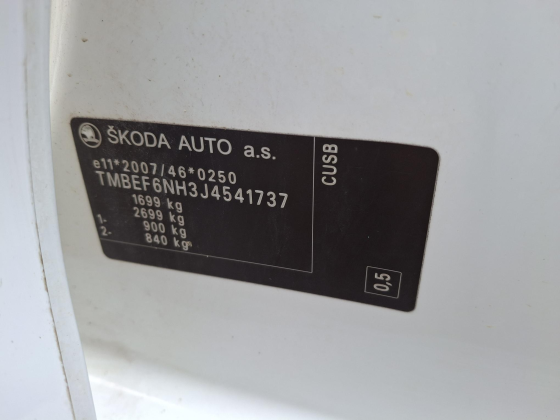 ŠKODA AUTO a.s.
e11*2007/46*0250
TMBEF6NH3J4541737
1699 kg
2699 kg
1- 900 kg
2- 840 kg
CUSB
0,5